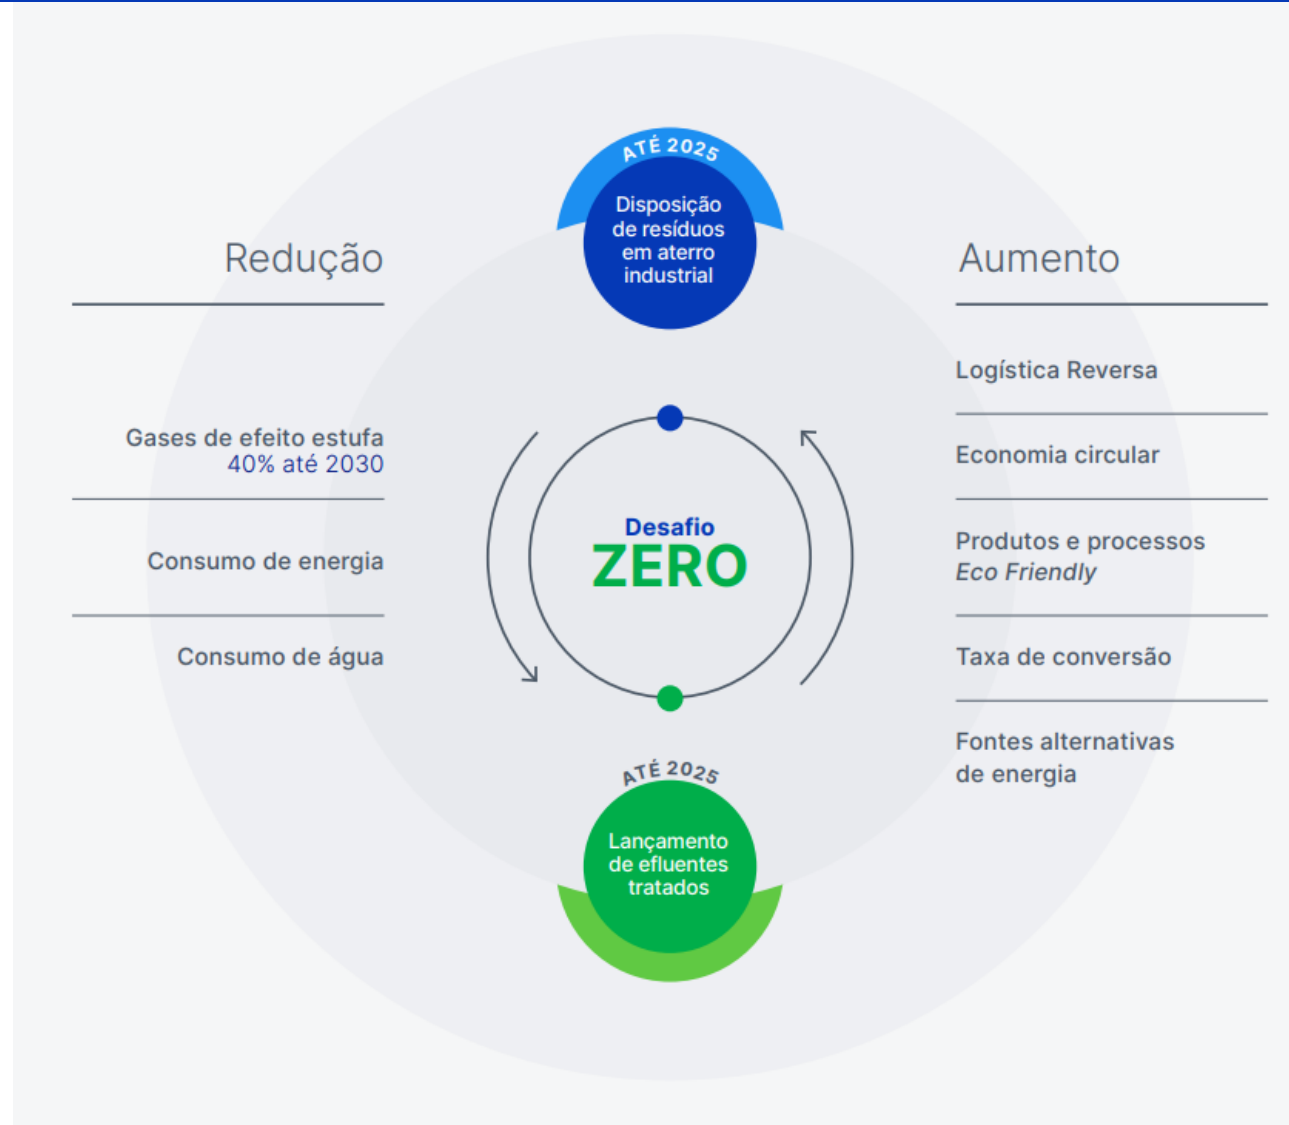 ATÉ 2025
Disposição
de resíduos
em aterro
industrial
Redução
Gases de efeito estufa
40% até 2030
Consumo de energia
Consumo de água
Desafio
ZERO
Aumento
Logística Reversa
Economia circular
Produtos e processos
Eco Friendly
Taxa de conversão
Fontes alternativas
de energia
ATÉ 2025
Lançamento
de efluentes
tratados